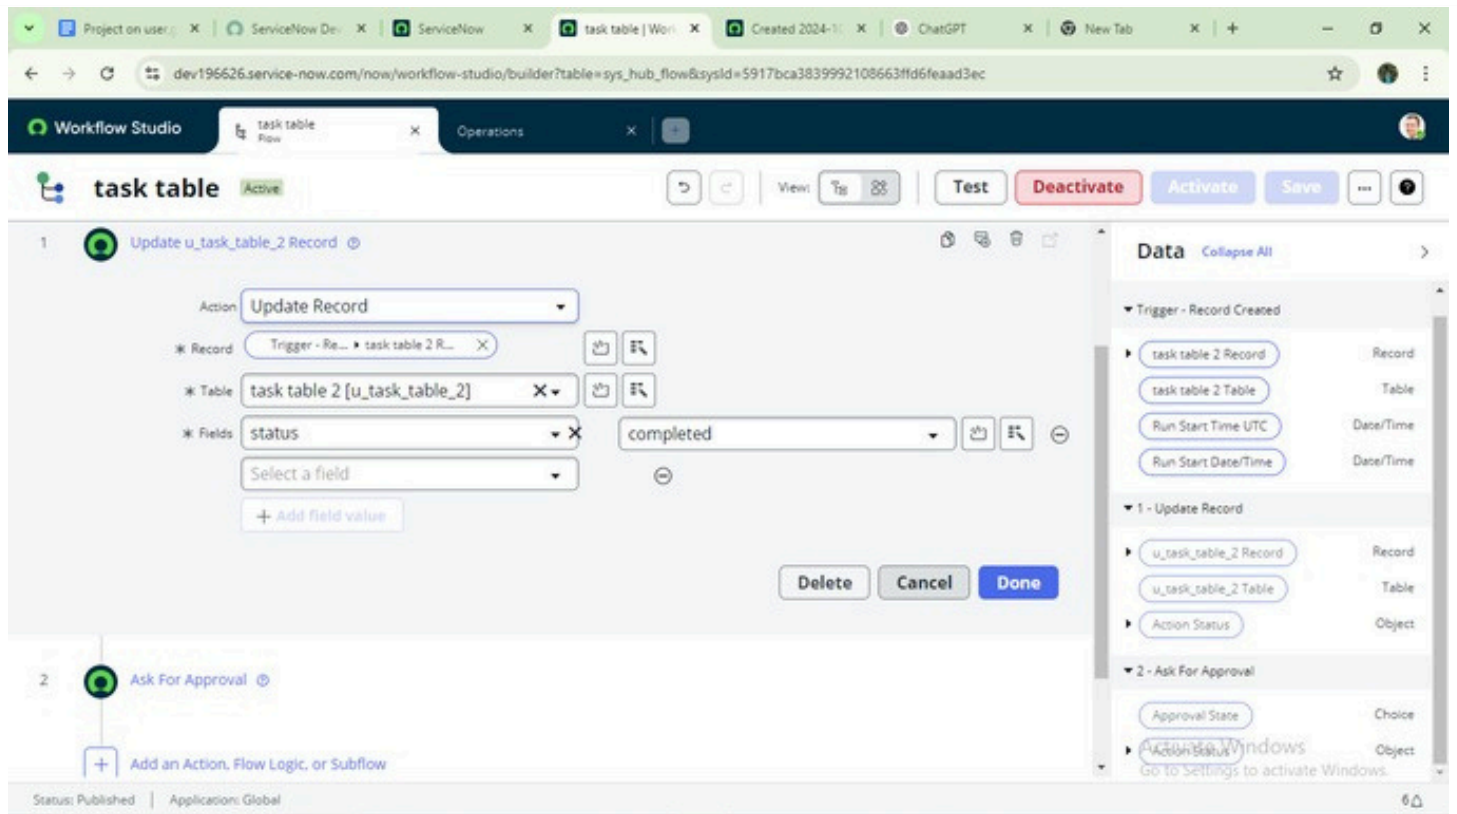 Project on user g
ServiceNow De
ServiceNow
task table | Wor
Created 2024-1
ChatGPT
New Tab
dev196626.service-now.com/now/workflow-studio/builder?table=sys_hub_flow&sysId=5917bca3839992108663ffd6feaad3ec
Workflow Studio
task table
Flow
Operations
task table Active
View:
Test
Deactivate
Activate
Save
1 Update u_task_table_2 Record
Action Update Record
* Record Trigger - Re... ▸ task table 2 R...
* Table task table 2 [u_task_table_2]
* Fields status completed
Select a field
+ Add field value
Delete Cancel Done
2 Ask For Approval
Add an Action, Flow Logic, or Subflow
Data Collapse All
Trigger - Record Created
task table 2 Record Record
task table 2 Table Table
Run Start Time UTC Date/Time
Run Start Date/Time Date/Time
1 - Update Record
u_task_table_2 Record Record
u_task_table_2 Table Table
Action Status Object
2 - Ask For Approval
Approval State Choice
Action Status Object
Activate Windows
Go to Settings to activate Windows.
Status: Published | Application: Global
6